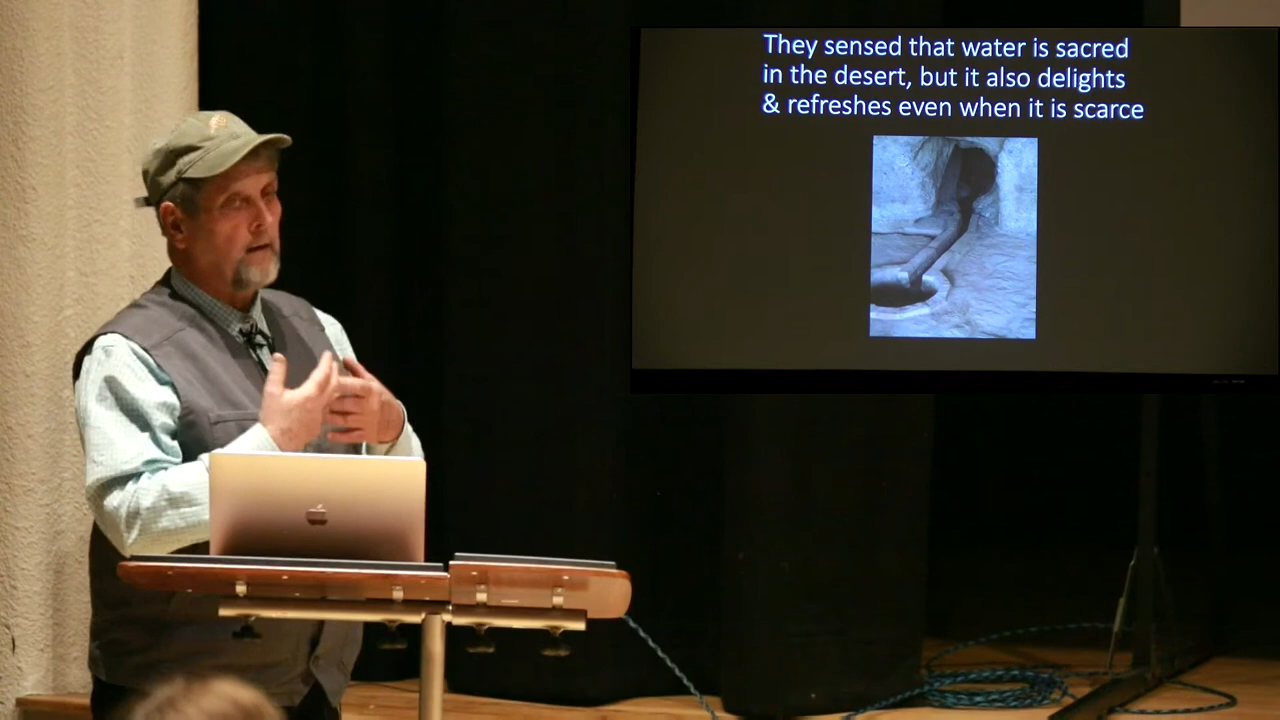 They sensed that water is sacred
in the desert, but it also delights
& refreshes even when it is scarce